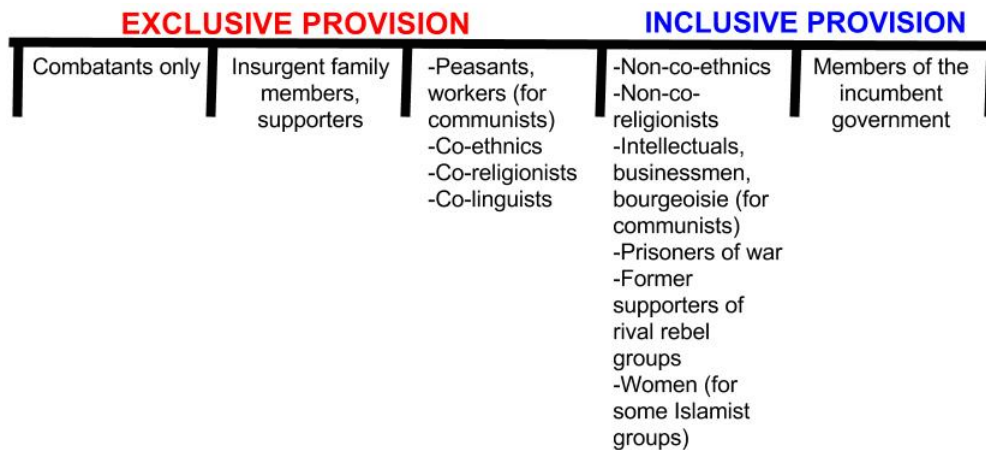 EXCLUSIVE PROVISION
INCLUSIVE PROVISION
Combatants only
Insurgent family
members,
supporters
-Peasants,
workers (for
communists)
-Co-ethnics
-Co-religionists
-Co-linguists
-Non-co-ethnics
-Non-co-
religionists
-Intellectuals,
businessmen,
bourgeoisie (for
communists)
-Prisoners of war
-Former
supporters of
rival rebel
groups
-Women (for
some Islamist
groups)
Members of the
incumbent
government